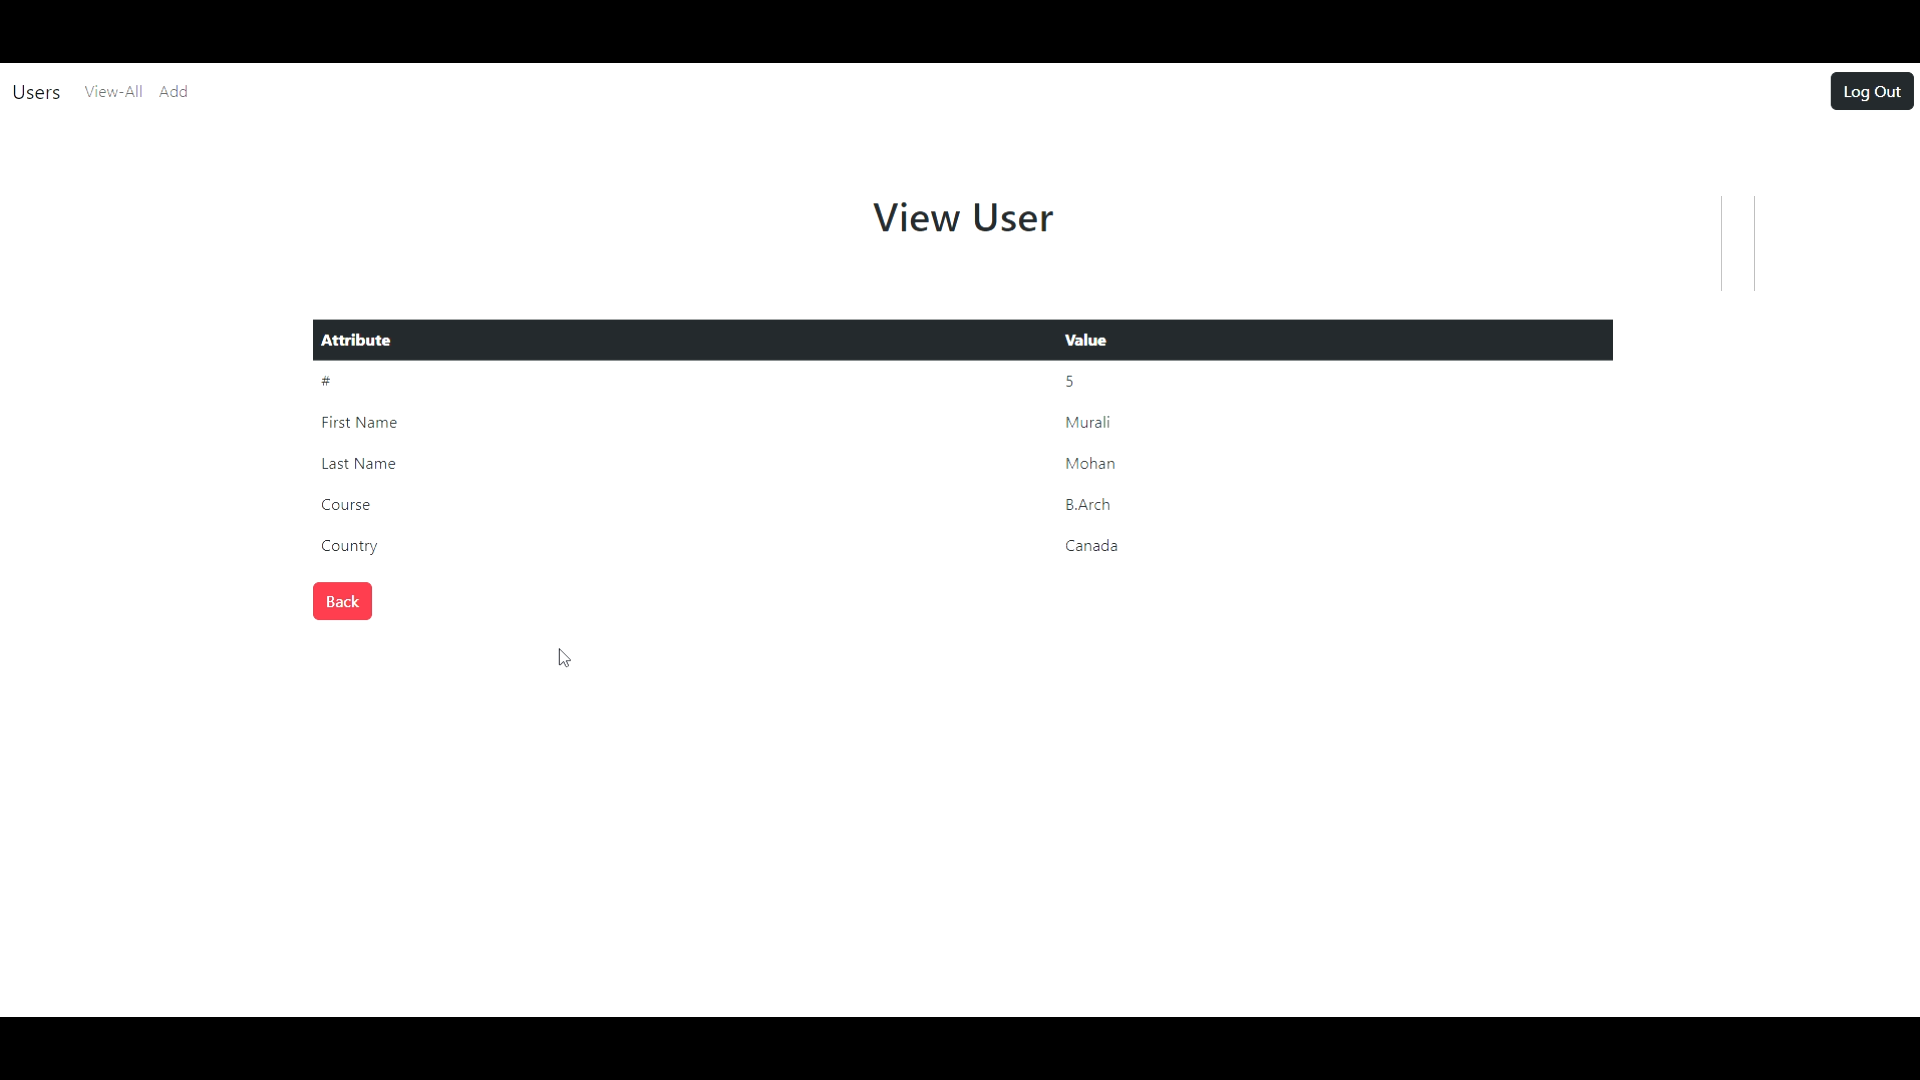 Users View-All Add Log Out
View User
Attribute Value
# 5
First Name Murali
Last Name Mohan
Course B.Arch
Country Canada
Back